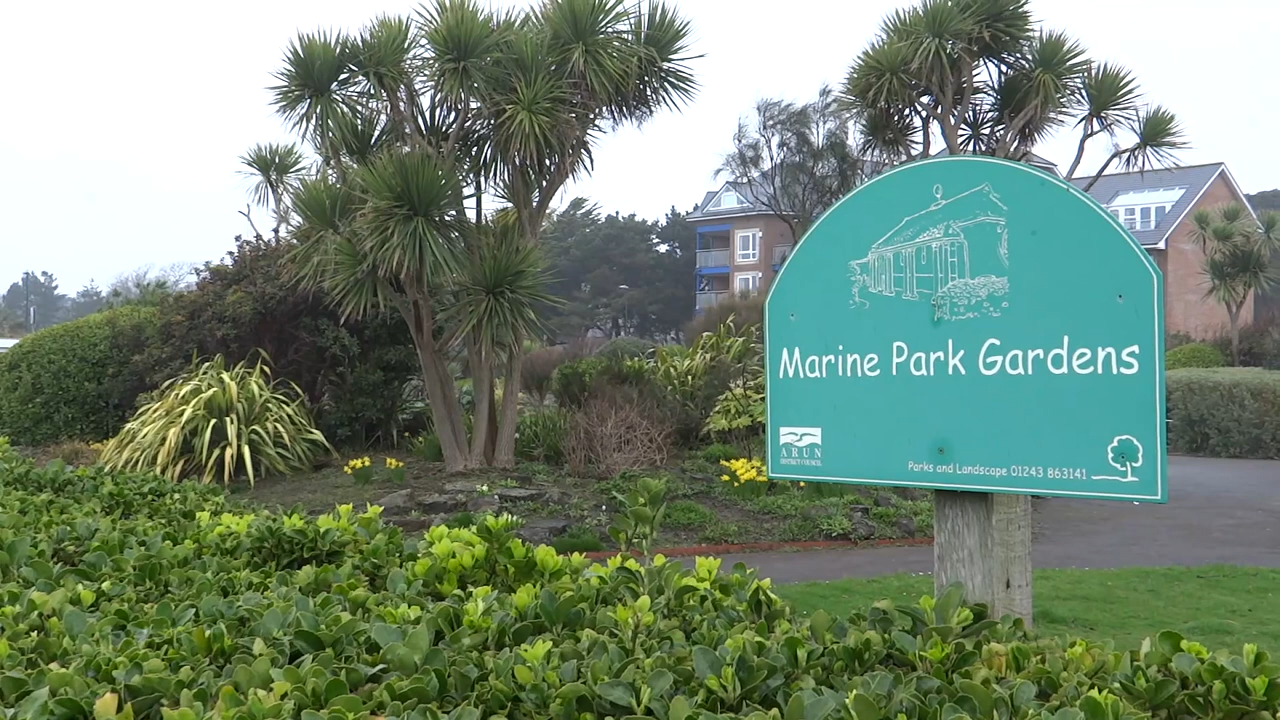 Marine Park Gardens
ARUN
DISTRICT COUNCIL
Parks and Landscape 01243 863141